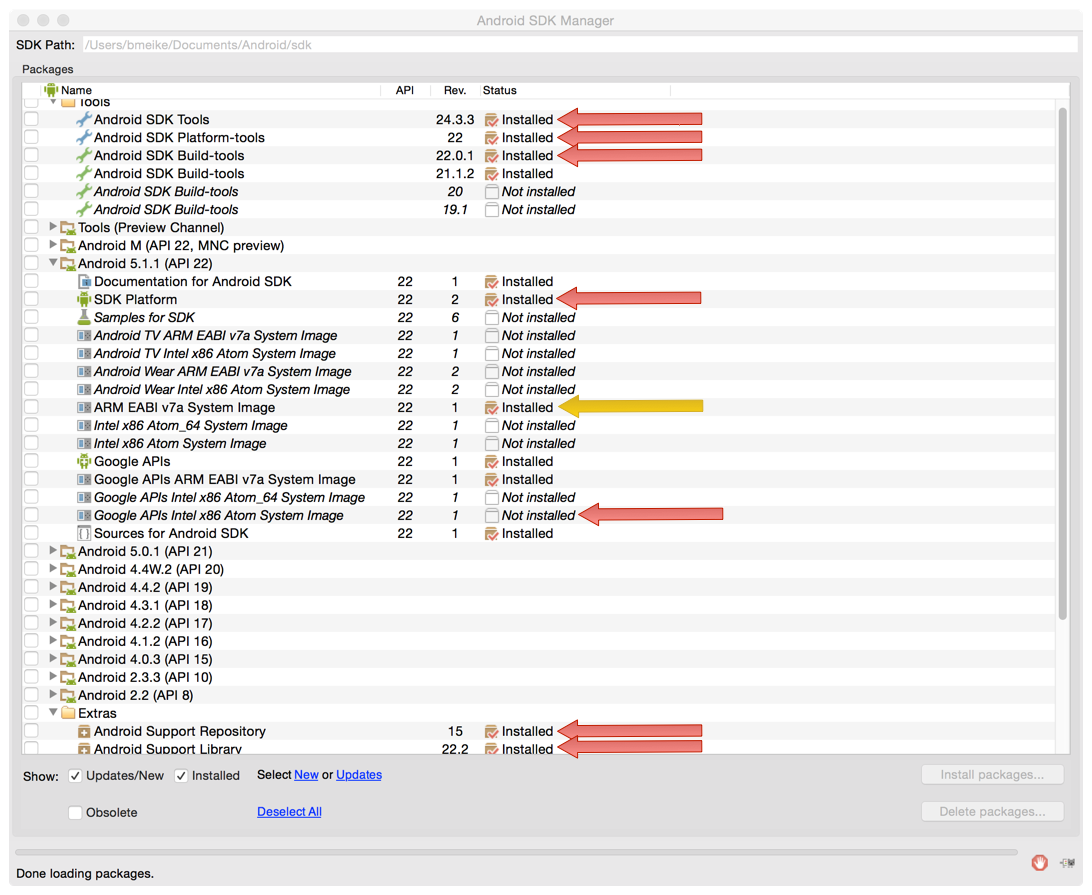 Android SDK Manager
SDK Path: /Users/bmeike/Documents/Android/sdk
Packages
Name API Rev. Status
Tools
Android SDK Tools 24.3.3 Installed
Android SDK Platform-tools 22 Installed
Android SDK Build-tools 22.0.1 Installed
Android SDK Build-tools 21.1.2 Installed
Android SDK Build-tools 20 Not installed
Android SDK Build-tools 19.1 Not installed
Tools (Preview Channel)
Android M (API 22, MNC preview)
Android 5.1.1 (API 22)
Documentation for Android SDK 22 1 Installed
SDK Platform 22 2 Installed
Samples for SDK 22 6 Not installed
Android TV ARM EABI v7a System Image 22 1 Not installed
Android TV Intel x86 Atom System Image 22 1 Not installed
Android Wear ARM EABI v7a System Image 22 2 Not installed
Android Wear Intel x86 Atom System Image 22 2 Not installed
ARM EABI v7a System Image 22 1 Installed
Intel x86 Atom_64 System Image 22 1 Not installed
Intel x86 Atom System Image 22 1 Not installed
Google APIs 22 1 Installed
Google APIs ARM EABI v7a System Image 22 1 Installed
Google APIs Intel x86 Atom_64 System Image 22 1 Not installed
Google APIs Intel x86 Atom System Image 22 1 Not installed
Sources for Android SDK 22 1 Installed
Android 5.0.1 (API 21)
Android 4.4W.2 (API 20)
Android 4.4.2 (API 19)
Android 4.3.1 (API 18)
Android 4.2.2 (API 17)
Android 4.1.2 (API 16)
Android 4.0.3 (API 15)
Android 2.3.3 (API 10)
Android 2.2 (API 8)
Extras
Android Support Repository 15 Installed
Android Support Library 22.2 Installed
Show: Updates/New Installed Select New or Updates Install packages...
Obsolete Deselect All Delete packages...
Done loading packages.